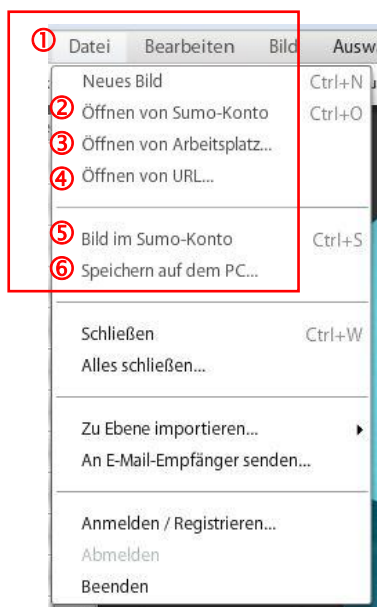 ① Datei Bearbeiten Bild Ausw
Neues Bild Ctrl+N
② Öffnen von Sumo-Konto Ctrl+O
③ Öffnen von Arbeitsplatz...
④ Öffnen von URL...
⑤ Bild im Sumo-Konto Ctrl+S
⑥ Speichern auf dem PC...
Schließen Ctrl+W
Alles schließen...
Zu Ebene importieren...
An E-Mail-Empfänger senden...
Anmelden / Registrieren...
Abmelden
Beenden